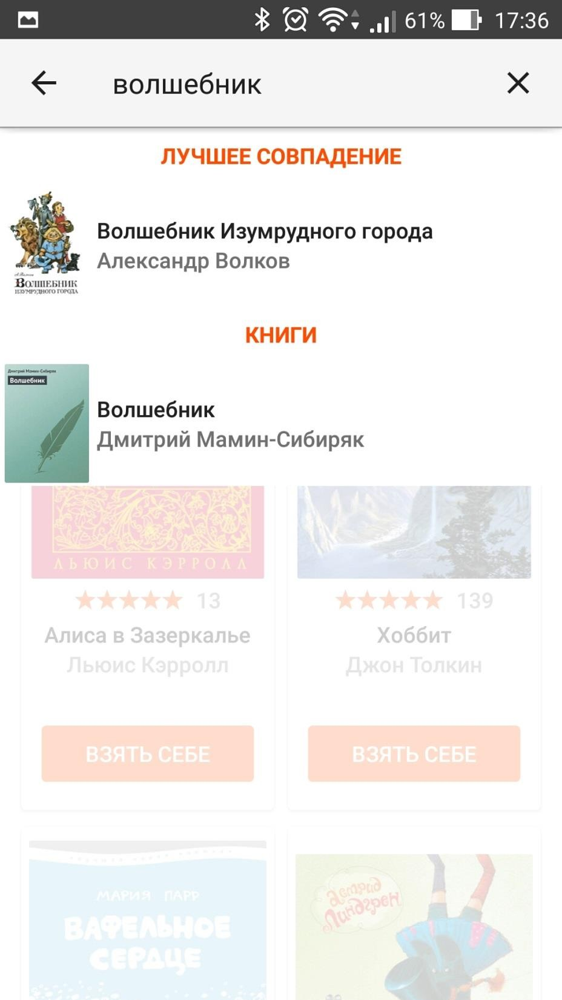 61% 17:36
волшебник
ЛУЧШЕЕ СОВПАДЕНИЕ
Волшебник Изумрудного города
Александр Волков
А. Волков
ВОЛШЕБНИК
ИЗУМРУДНОГО ГОРОДА
КНИГИ
Дмитрий Мамин-Сибиряк
Волшебник
Волшебник
Дмитрий Мамин-Сибиряк
ЛЬЮИС КЭРРОЛЛ
13
139
Алиса в Зазеркалье
Хоббит
Льюис Кэрролл
Джон Толкин
ВЗЯТЬ СЕБЕ
ВЗЯТЬ СЕБЕ
МАРИЯ ПАРР
ВАФЕЛЬНОЕ
СЕРДЦЕ
Астрид
Линдгрен